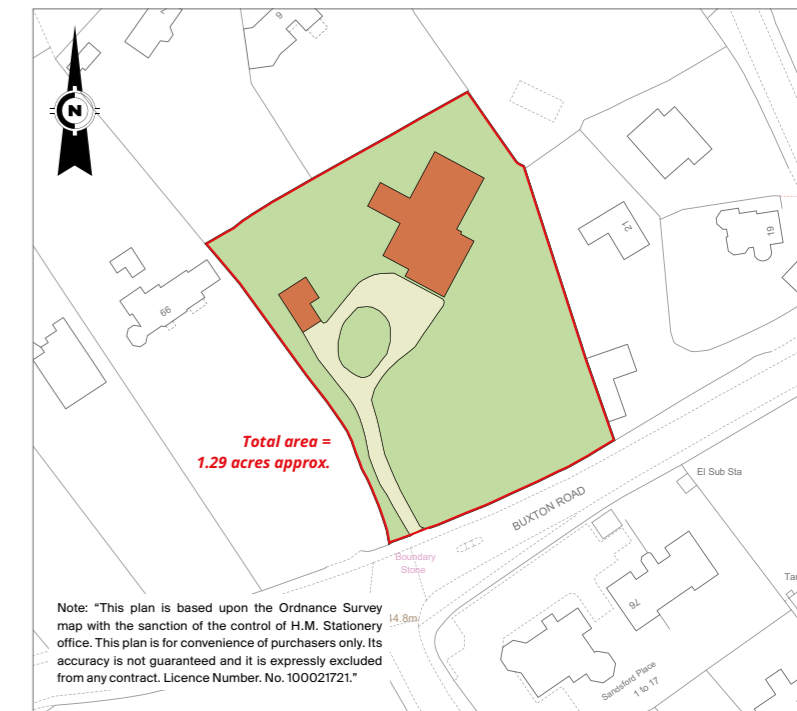 9
N
21
19
66
Total area =
1.29 acres approx.
El Sub Sta
BUXTON ROAD
Boundary
Stone
Note: “This plan is based upon the Ordnance Survey
map with the sanction of the control of H.M. Stationery
office. This plan is for convenience of purchasers only. Its
accuracy is not guaranteed and it is expressly excluded
from any contract. Licence Number. No. 100021721.”
4.8m
76
Sandsford Place
1 to 17